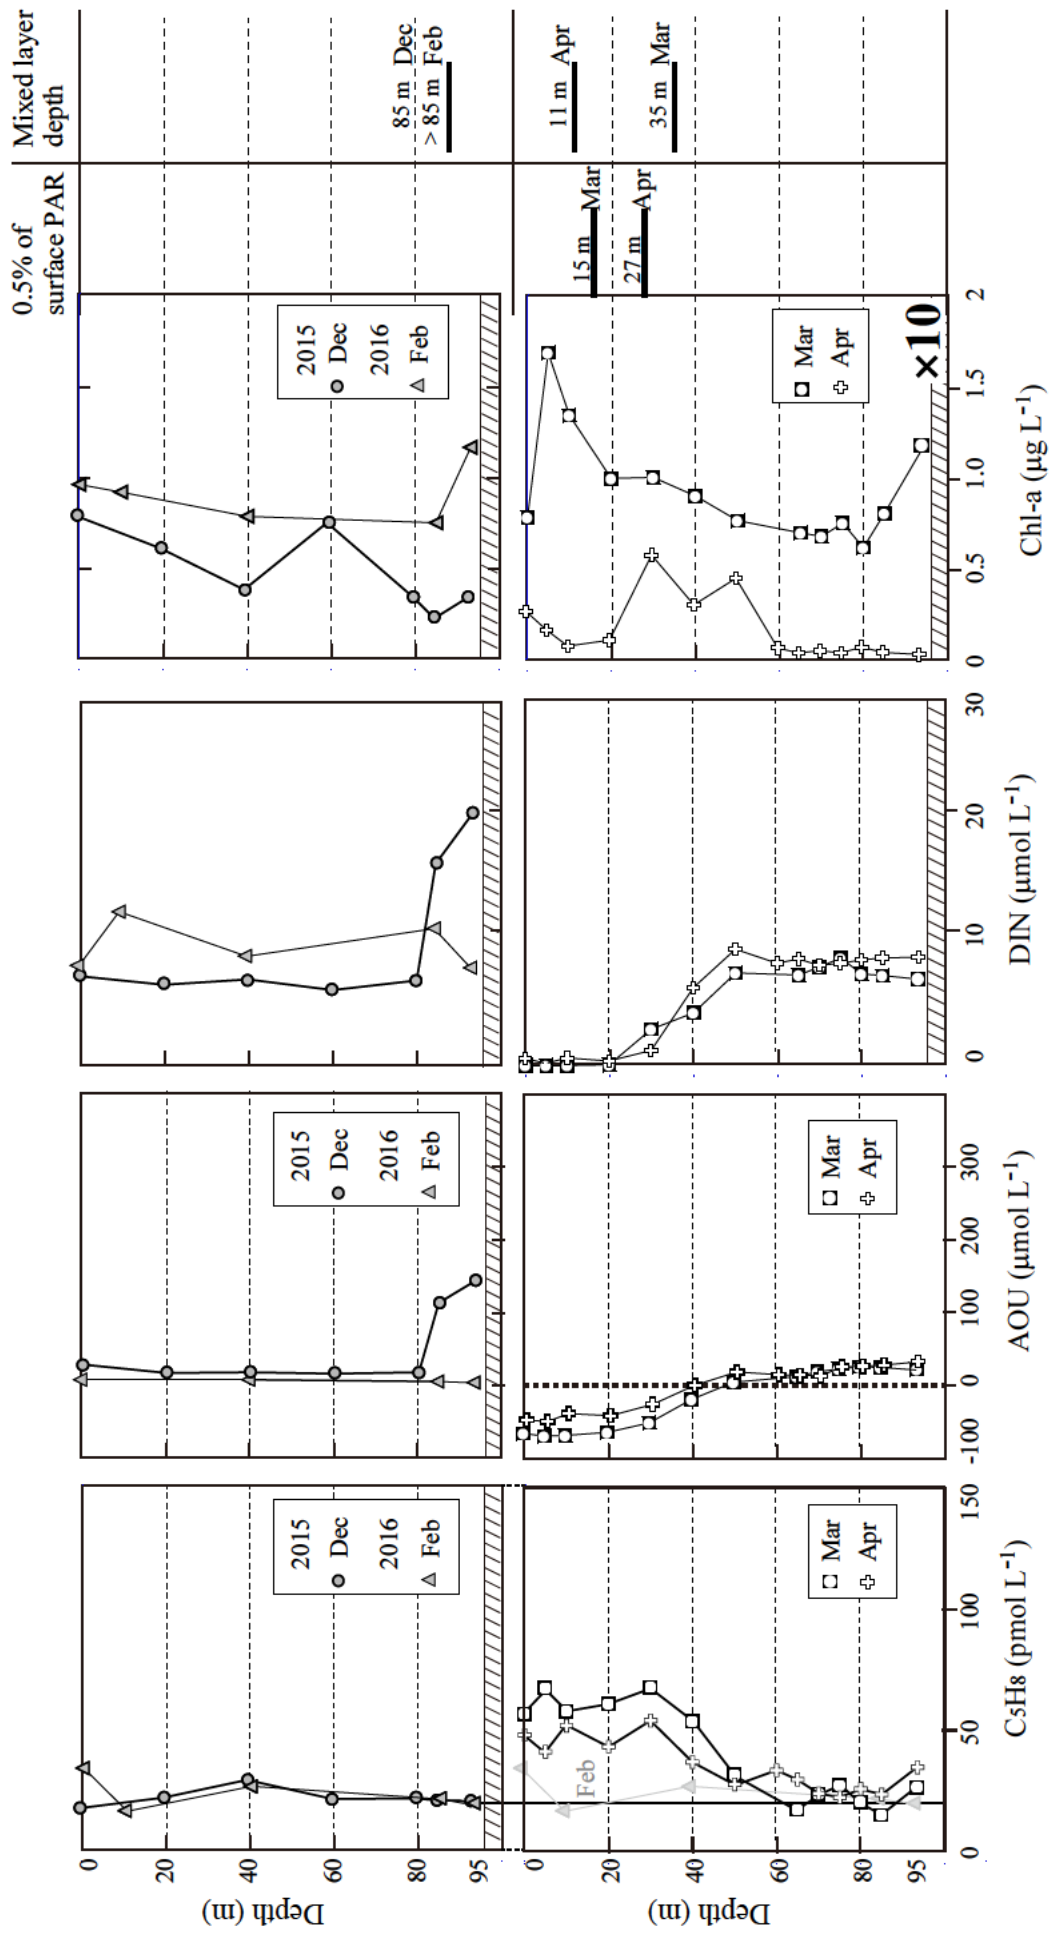 Depth (m)
0
20
40
60
80
95
2015
Dec
2016
Feb
2015
Dec
2016
Feb
2015
Dec
2016
Feb
0.5% of
surface PAR
Mixed layer
depth
85 m Dec
> 85 m Feb
Depth (m)
0
20
40
60
80
95
Feb
Mar
Apr
0
50
100
150
C5H8 (pmol L⁻¹)
Mar
Apr
-100
0
100
200
300
AOU (μmol L⁻¹)
0
10
20
30
DIN (μmol L⁻¹)
Mar
Apr
×10
0
0.5
1.0
1.5
2
Chl-a (μg L⁻¹)
15 m Mar
27 m Apr
11 m Apr
35 m Mar